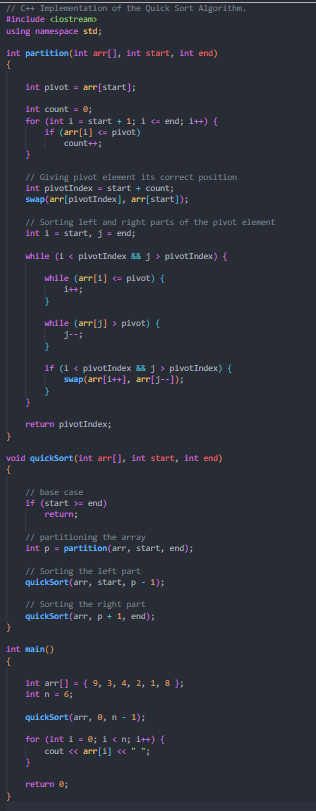 // C++ Implementation of the Quick Sort Algorithm.
#include <iostream>
using namespace std;

int partition(int arr[], int start, int end)
{

    int pivot = arr[start];

    int count = 0;
    for (int i = start + 1; i <= end; i++) {
        if (arr[i] <= pivot)
            count++;
    }

    // Giving pivot element its correct position
    int pivotIndex = start + count;
    swap(arr[pivotIndex], arr[start]);

    // Sorting left and right parts of the pivot element
    int i = start, j = end;

    while (i < pivotIndex && j > pivotIndex) {

        while (arr[i] <= pivot) {
            i++;
        }

        while (arr[j] > pivot) {
            j--;
        }

        if (i < pivotIndex && j > pivotIndex) {
            swap(arr[i++], arr[j--]);
        }
    }

    return pivotIndex;
}

void quickSort(int arr[], int start, int end)
{

    // base case
    if (start >= end)
        return;

    // partitioning the array
    int p = partition(arr, start, end);

    // Sorting the left part
    quickSort(arr, start, p - 1);

    // Sorting the right part
    quickSort(arr, p + 1, end);
}

int main()
{

    int arr[] = { 9, 3, 4, 2, 1, 8 };
    int n = 6;

    quickSort(arr, 0, n - 1);

    for (int i = 0; i < n; i++) {
        cout << arr[i] << " ";
    }

    return 0;
}